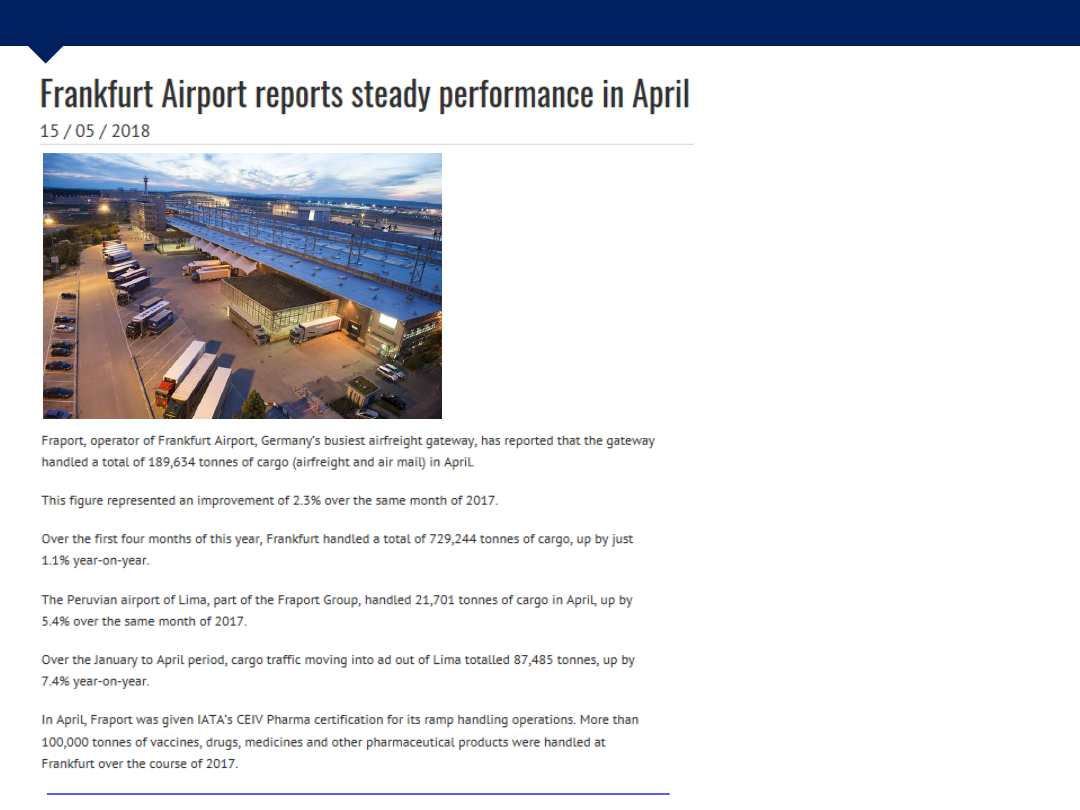 Frankfurt Airport reports steady performance in April
15 / 05 / 2018
Fraport, operator of Frankfurt Airport, Germany's busiest airfreight gateway, has reported that the gateway
handled a total of 189,634 tonnes of cargo (airfreight and air mail) in April.
This figure represented an improvement of 2.3% over the same month of 2017.
Over the first four months of this year, Frankfurt handled a total of 729,244 tonnes of cargo, up by just
1.1% year-on-year.
The Peruvian airport of Lima, part of the Fraport Group, handled 21,701 tonnes of cargo in April, up by
5.4% over the same month of 2017.
Over the January to April period, cargo traffic moving into ad out of Lima totalled 87,485 tonnes, up by
7.4% year-on-year.
In April, Fraport was given IATA's CEIV Pharma certification for its ramp handling operations. More than
100,000 tonnes of vaccines, drugs, medicines and other pharmaceutical products were handled at
Frankfurt over the course of 2017.